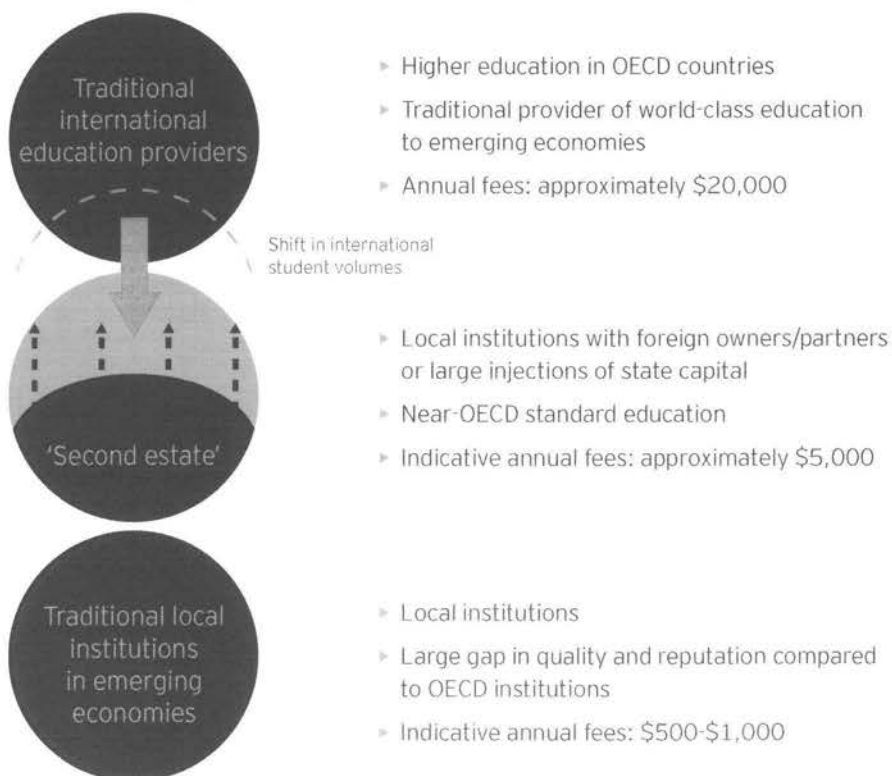 Traditional
international
education providers
▸ Higher education in OECD countries
▸ Traditional provider of world-class education
to emerging economies
▸ Annual fees: approximately $20,000
Shift in international
student volumes
'Second estate'
▸ Local institutions with foreign owners/partners
or large injections of state capital
▸ Near-OECD standard education
▸ Indicative annual fees: approximately $5,000
Traditional local
institutions
in emerging
economies
▸ Local institutions
▸ Large gap in quality and reputation compared
to OECD institutions
▸ Indicative annual fees: $500-$1,000